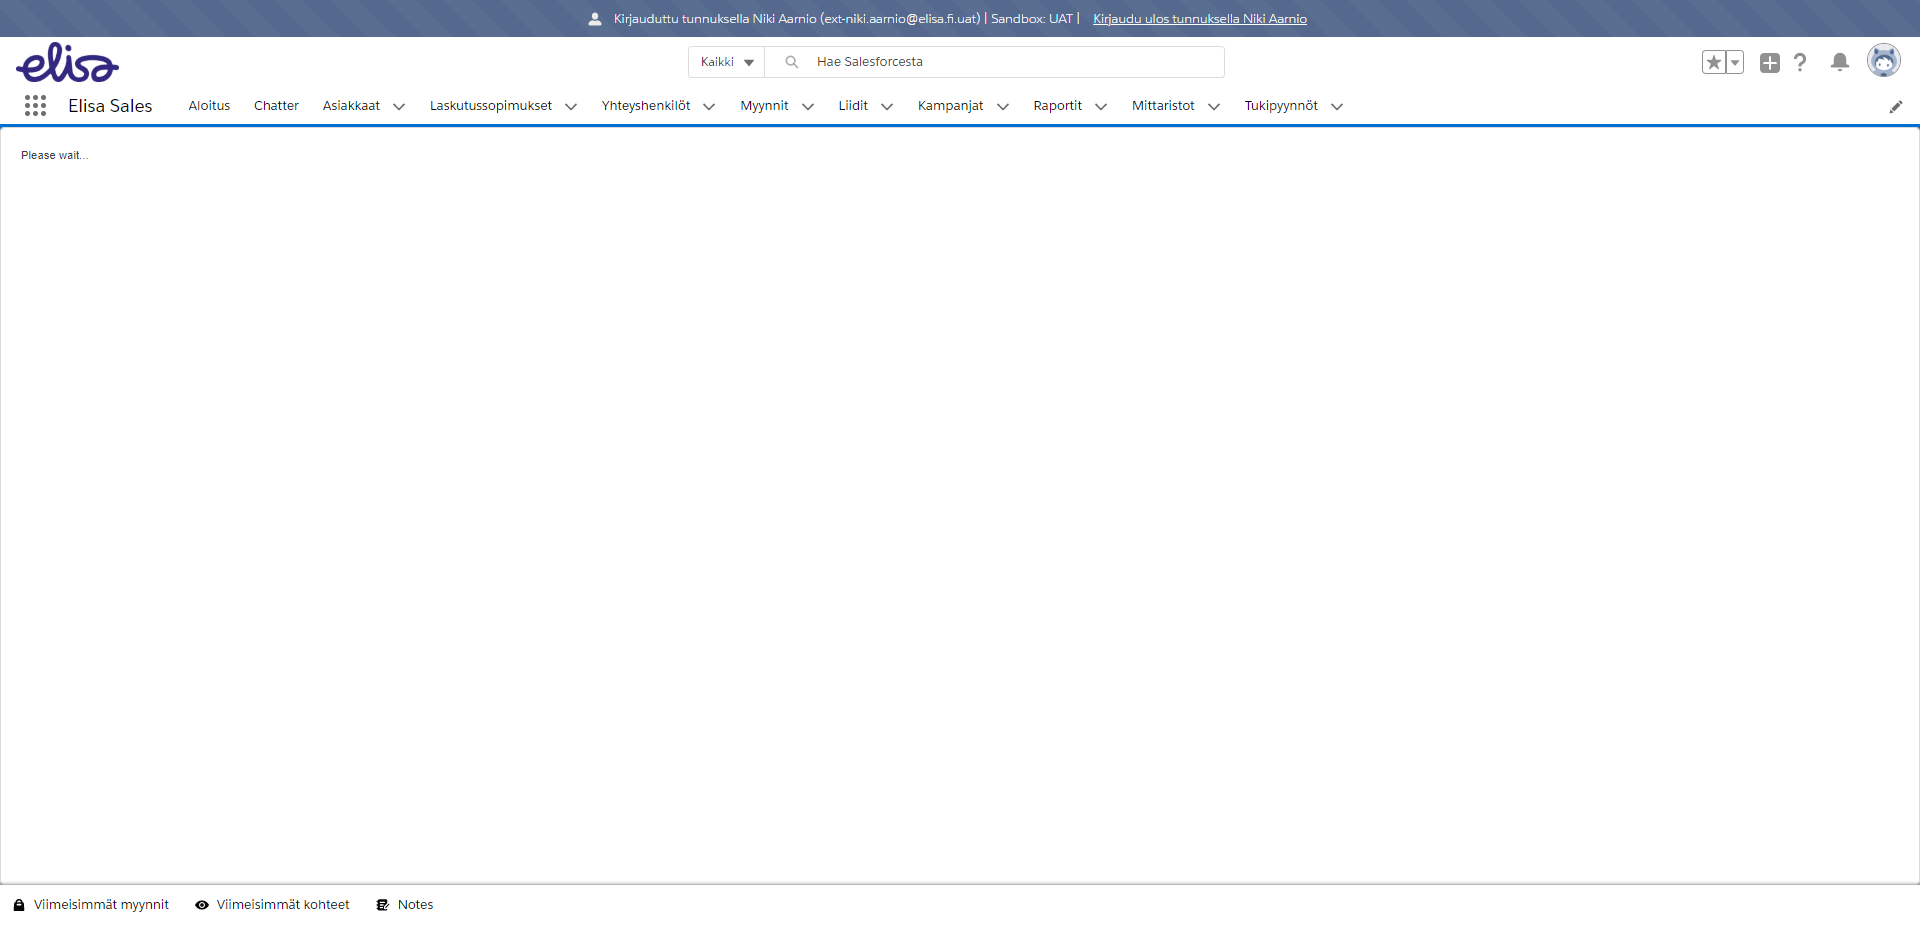 Kirjauduttu tunnuksella Niki Aarnio (ext-niki.aarnio@elisa.fi.uat) | Sandbox: UAT | Kirjaudu ulos tunnuksella Niki Aarnio
elisa
Kaikki Hae Salesforcesta
Elisa Sales Aloitus Chatter Asiakkaat Laskutussopimukset Yhteyshenkilöt Myynnit Liidit Kampanjat Raportit Mittaristot Tukipyynnöt
Please wait...
Viimeisimmät myynnit Viimeisimmät kohteet Notes